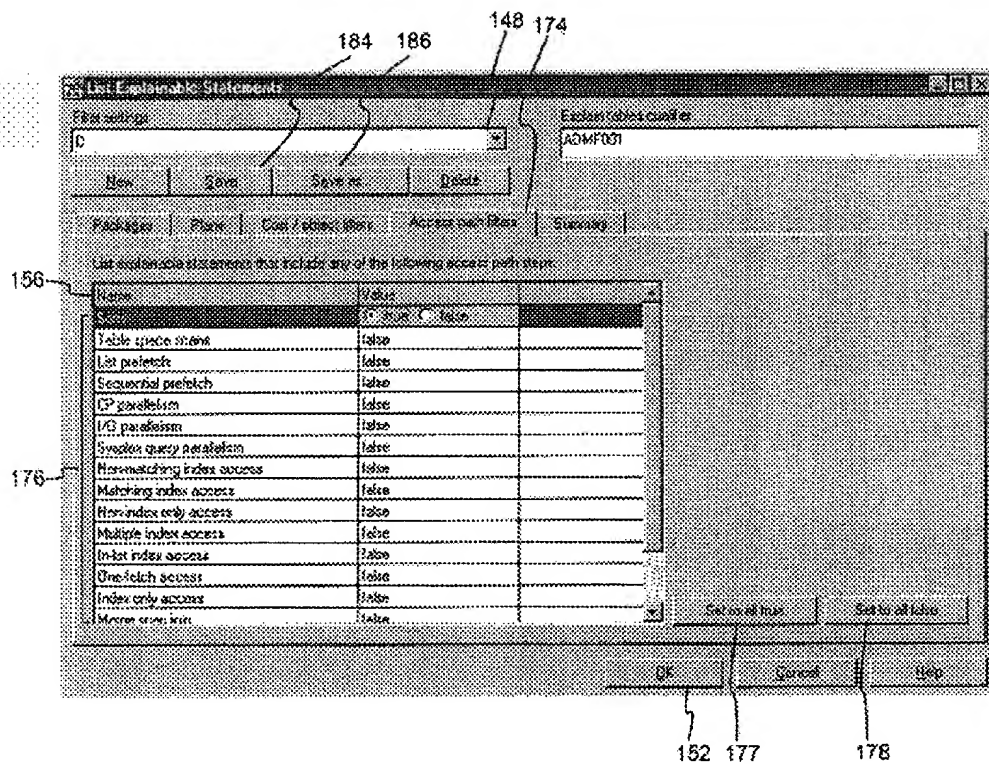 148 174
184 186
List Explainable Statements
Filter settings
Explain tables qualifier
D
ADMF001
New Save Save as Delete
Packages Plans Cost / object filters Access path filters Summary
List explainable statements that include any of the following access path steps
156
Name Value
true false
Table space scans false
List prefetch false
Sequential prefetch false
CP parallelism false
I/O parallelism false
Sysplex query parallelism false
176
Non-matching index access false
Matching index access false
Non-index only access false
Multiple index access false
In-list index access false
One-fetch access false
Index only access false
Merge scan join false
Set to all true Set to all false
OK Cancel Help
152 177 178